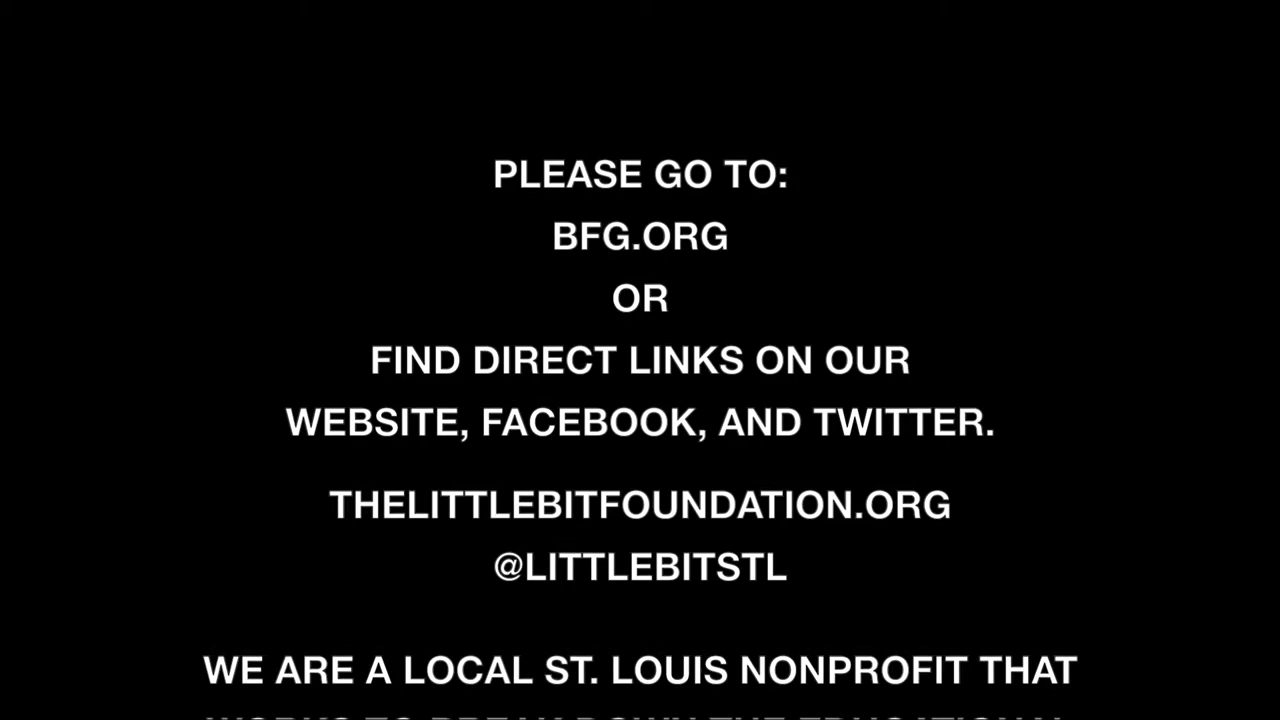 PLEASE GO TO:
BFG.ORG
OR
FIND DIRECT LINKS ON OUR
WEBSITE, FACEBOOK, AND TWITTER.
THELITTLEBITFOUNDATION.ORG
@LITTLEBITSTL
WE ARE A LOCAL ST. LOUIS NONPROFIT THAT